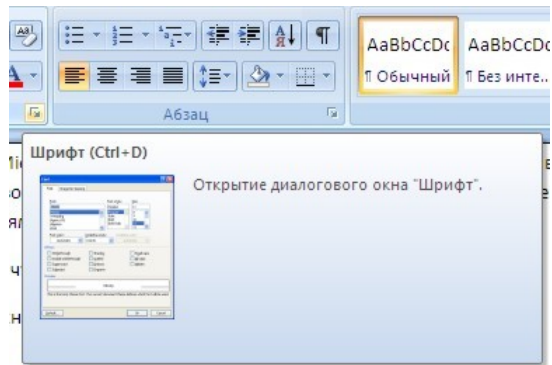 AaBbCcDc AaBbCcDc
¶ Обычный ¶ Без инте..
Абзац
Шрифт (Ctrl+D)
Открытие диалогового окна "Шрифт".